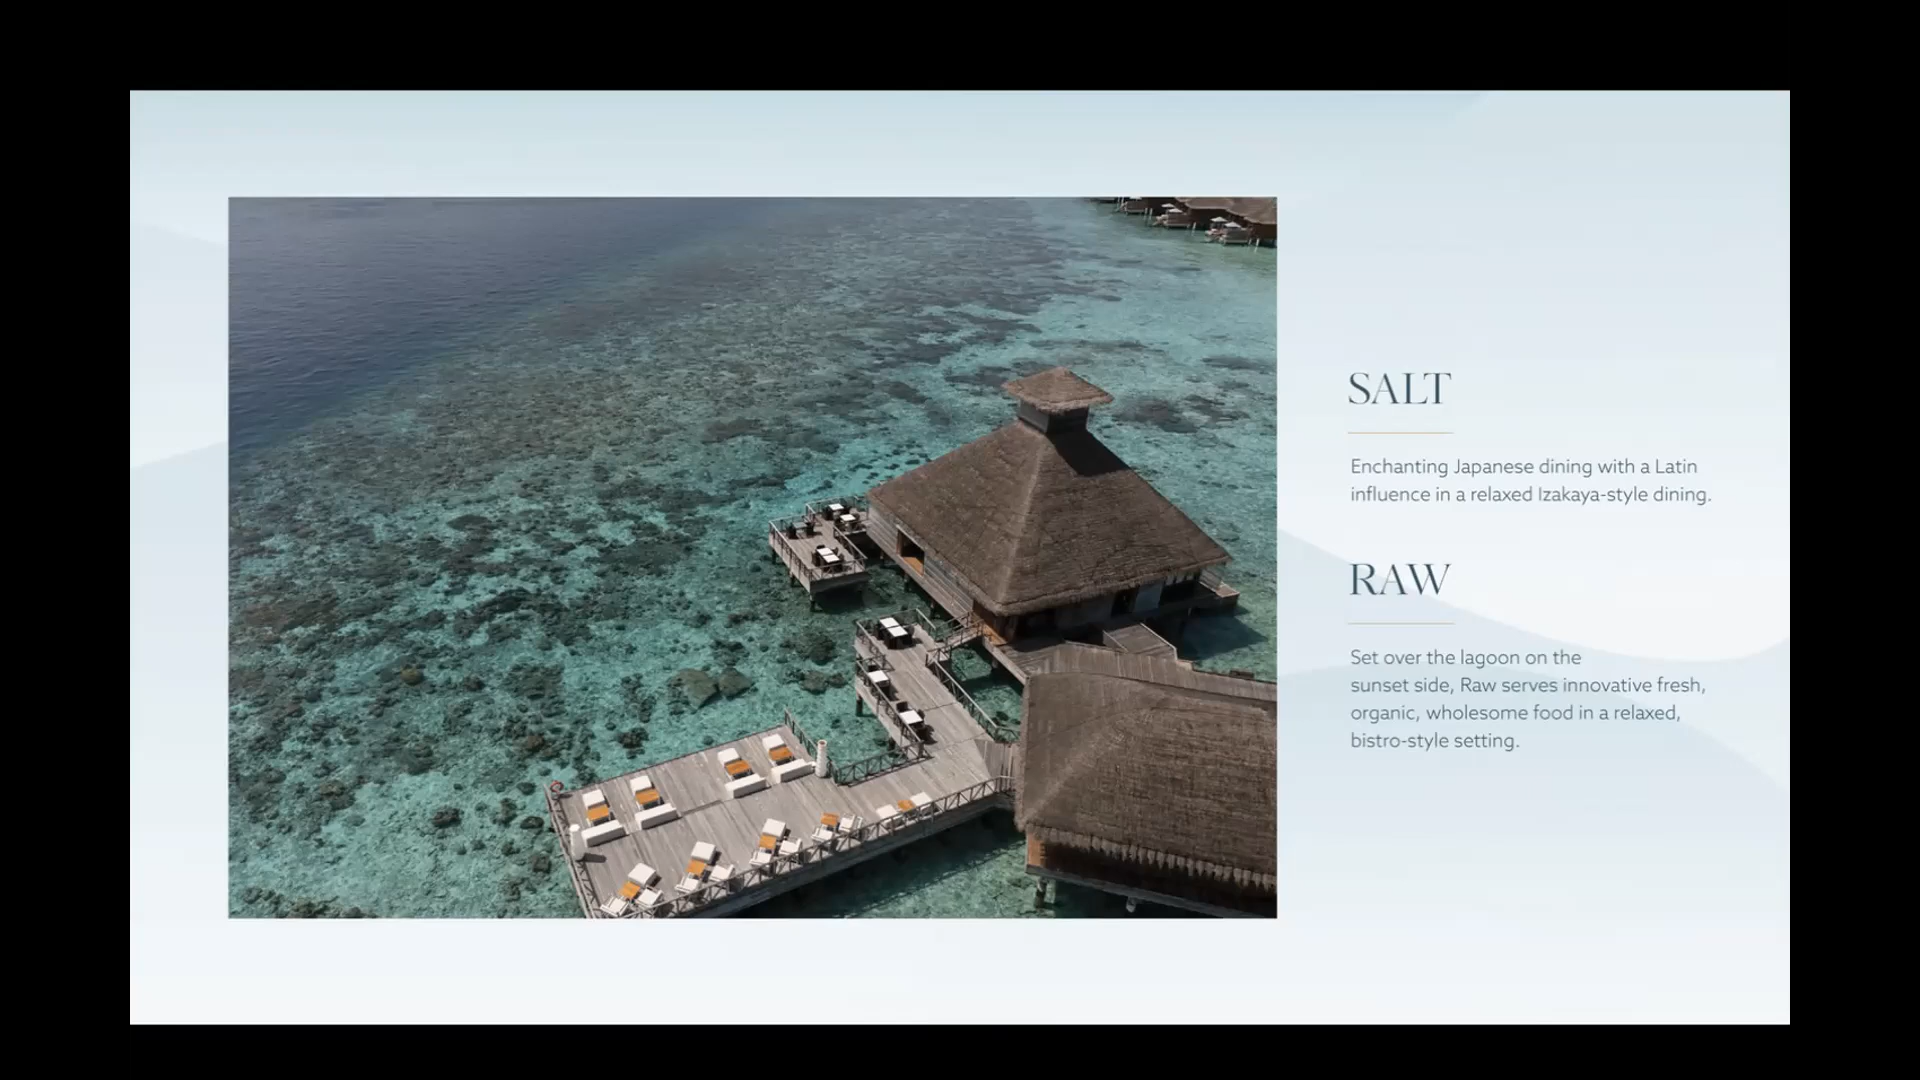 SALT
Enchanting Japanese dining with a Latin
influence in a relaxed Izakaya-style dining.
RAW
Set over the lagoon on the
sunset side, Raw serves innovative fresh,
organic, wholesome food in a relaxed,
bistro-style setting.